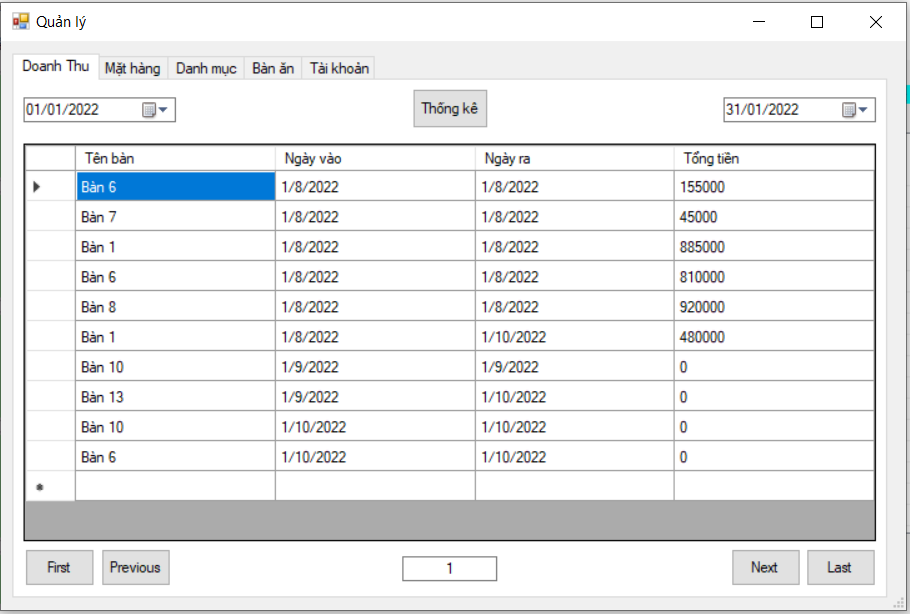 Quản lý
Doanh Thu Mặt hàng Danh mục Bàn ăn Tài khoản
01/01/2022 Thống kê 31/01/2022
Tên bàn Ngày vào Ngày ra Tổng tiền
Bàn 6 1/8/2022 1/8/2022 155000
Bàn 7 1/8/2022 1/8/2022 45000
Bàn 1 1/8/2022 1/8/2022 885000
Bàn 6 1/8/2022 1/8/2022 810000
Bàn 8 1/8/2022 1/8/2022 920000
Bàn 1 1/8/2022 1/10/2022 480000
Bàn 10 1/9/2022 1/9/2022 0
Bàn 13 1/9/2022 1/10/2022 0
Bàn 10 1/10/2022 1/10/2022 0
Bàn 6 1/10/2022 1/10/2022 0
First Previous 1 Next Last